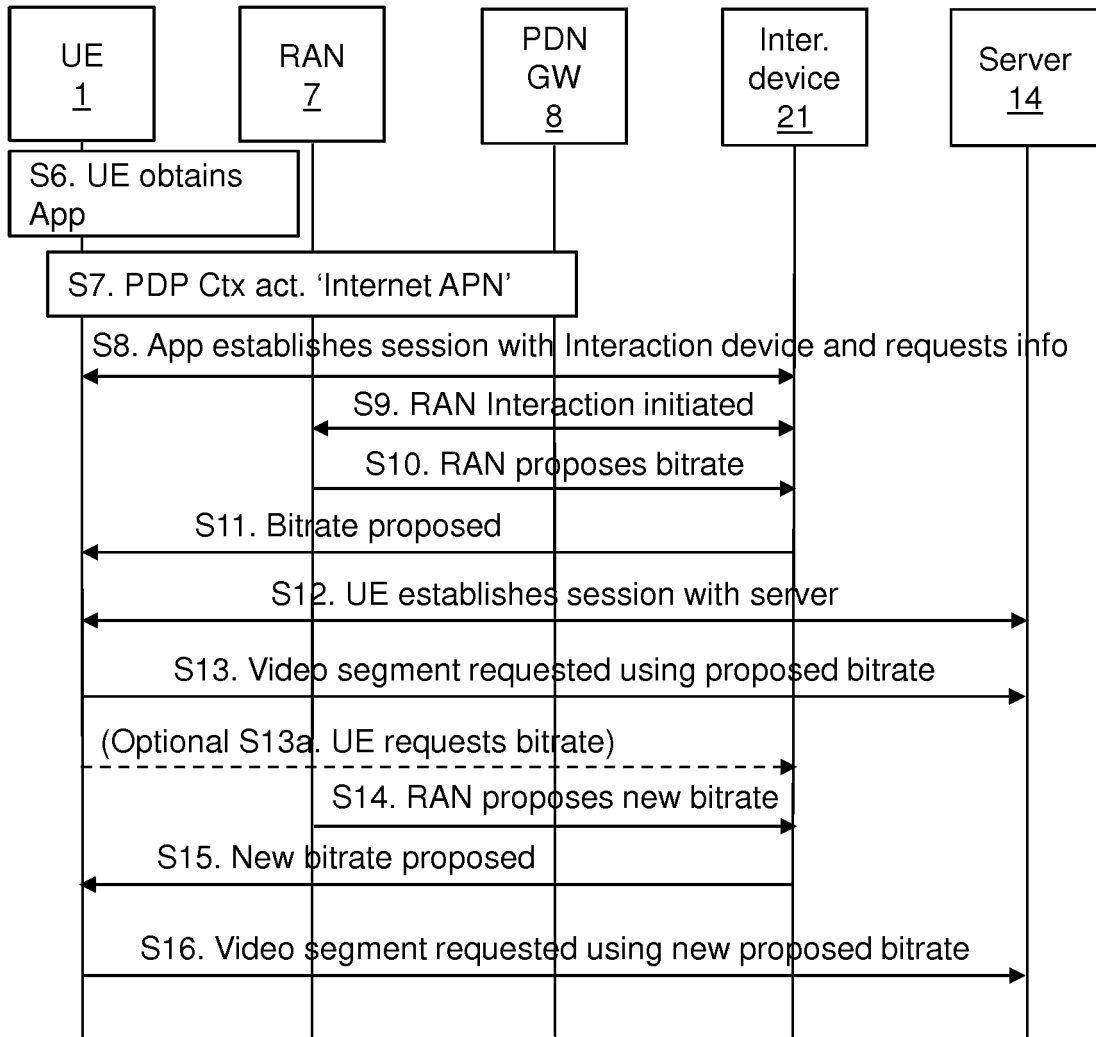 UE
1
RAN
7
PDN
GW
8
Inter.
device
21
Server
14
S6. UE obtains
App
S7. PDP Ctx act. ‘Internet APN’
S8. App establishes session with Interaction device and requests info
S9. RAN Interaction initiated
S10. RAN proposes bitrate
S11. Bitrate proposed
S12. UE establishes session with server
S13. Video segment requested using proposed bitrate
(Optional S13a. UE requests bitrate)
S14. RAN proposes new bitrate
S15. New bitrate proposed
S16. Video segment requested using new proposed bitrate